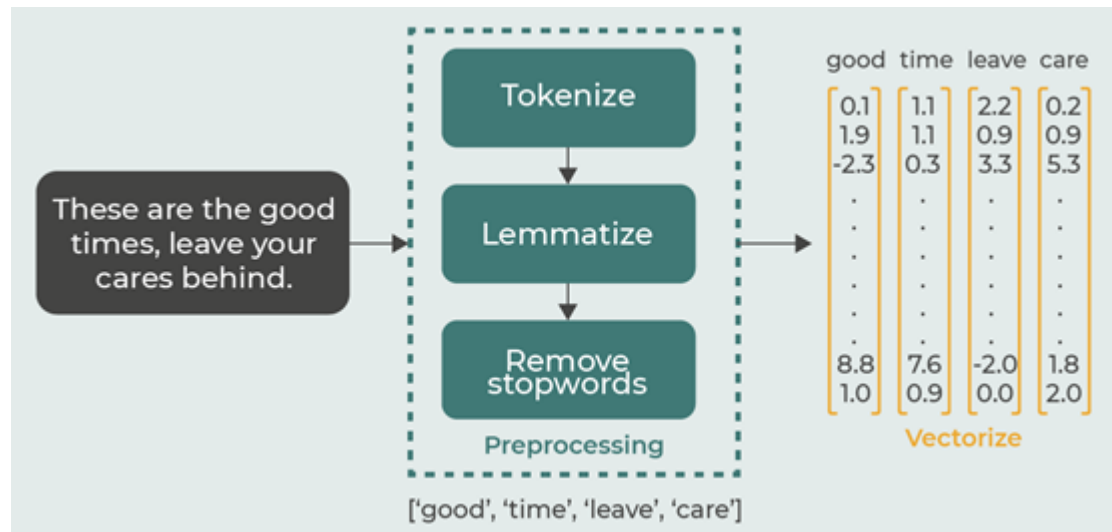 These are the good
times, leave your
cares behind.
Tokenize
Lemmatize
Remove
stopwords
Preprocessing
[‘good’, ‘time’, ‘leave’, ‘care’]
good time leave care
0.1 1.1 2.2 0.2
1.9 1.1 0.9 0.9
-2.3 0.3 3.3 5.3
. . . .
. . . .
. . . .
. . . .
. . . .
. . . .
8.8 7.6 -2.0 1.8
1.0 0.9 0.0 2.0
Vectorize